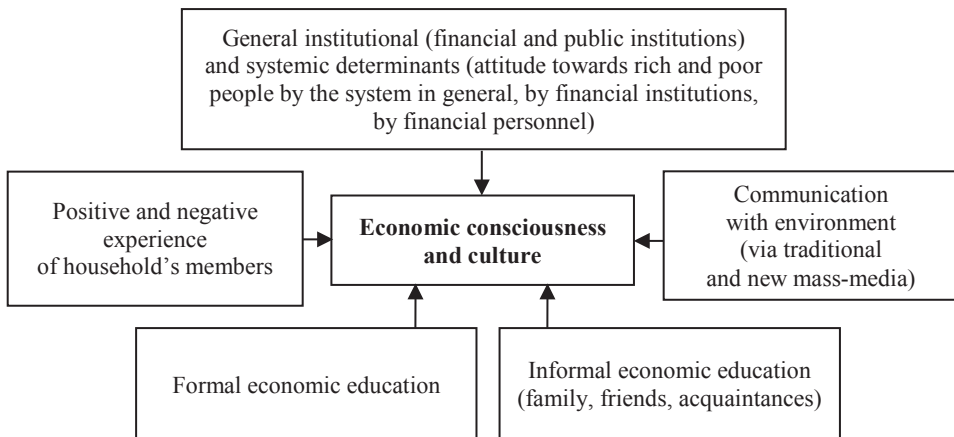 General institutional (financial and public institutions)
and systemic determinants (attitude towards rich and poor
people by the system in general, by financial institutions,
by financial personnel)
Positive and negative
experience
of household's members
Economic consciousness
and culture
Communication
with environment
(via traditional
and new mass-media)
Formal economic education
Informal economic education
(family, friends, acquaintances)